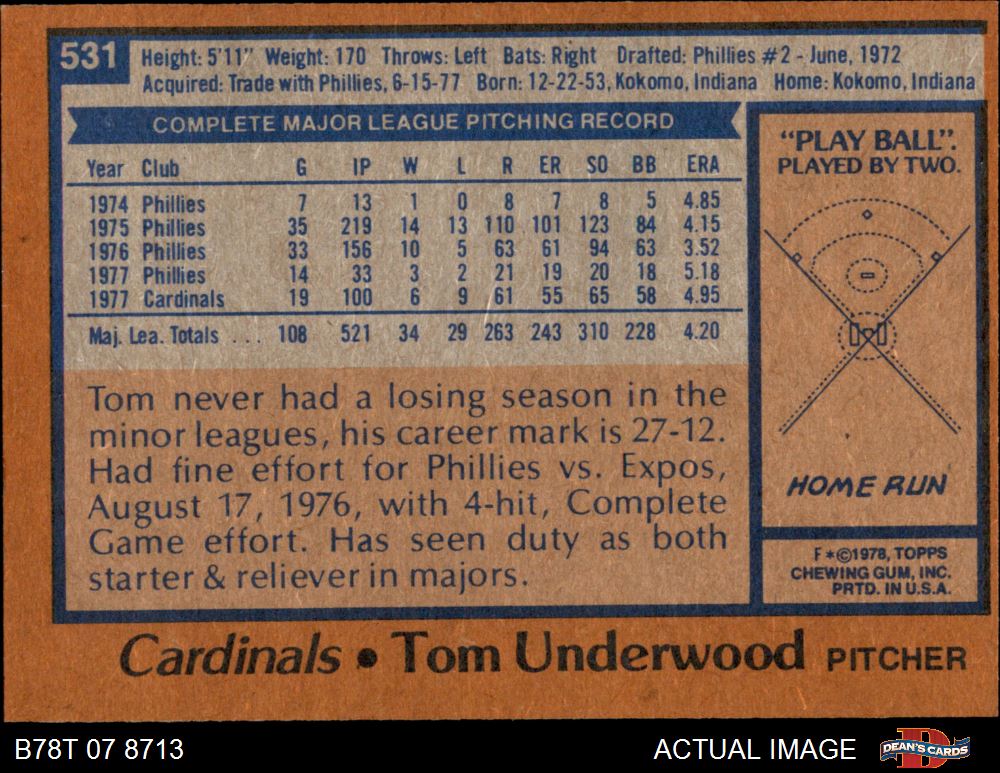 531
Height: 5'11" Weight: 170 Throws: Left Bats: Right Drafted: Phillies #2 - June, 1972
Acquired: Trade with Phillies, 6-15-77 Born: 12-22-53, Kokomo, Indiana Home: Kokomo, Indiana
COMPLETE MAJOR LEAGUE PITCHING RECORD
Year Club G IP W L R ER SO BB ERA
1974 Phillies 7 13 1 0 8 7 8 5 4.85
1975 Phillies 35 219 14 13 110 101 123 84 4.15
1976 Phillies 33 156 10 5 63 61 94 63 3.52
1977 Phillies 14 33 3 2 21 19 20 18 5.18
1977 Cardinals 19 100 6 9 61 55 65 58 4.95
Maj. Lea. Totals ... 108 521 34 29 263 243 310 228 4.20
Tom never had a losing season in the
minor leagues, his career mark is 27-12.
Had fine effort for Phillies vs. Expos,
August 17, 1976, with 4-hit, Complete
Game effort. Has seen duty as both
starter & reliever in majors.
"PLAY BALL".
PLAYED BY TWO.
HOME RUN
F*©1978, TOPPS
CHEWING GUM, INC.
PRTD. IN U.S.A.
Cardinals • Tom Underwood PITCHER
B78T 07 8713 ACTUAL IMAGE DEAN'S CARDS